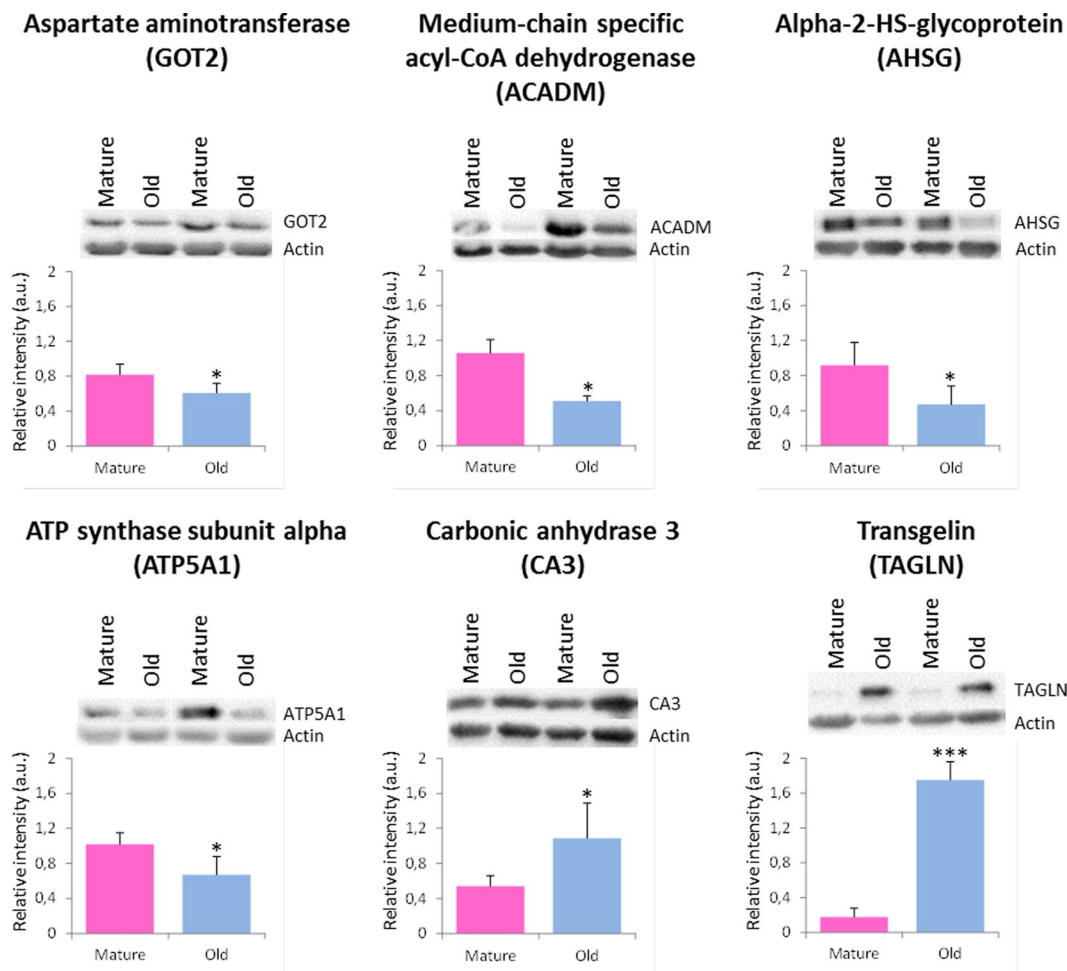 Aspartate aminotransferase
(GOT2)
Mature
Old
Mature
Old
GOT2
Actin
Relative intensity (a.u.)
2
1,6
1,2
0,8
0,4
0
*
Mature
Old
Medium-chain specific
acyl-CoA dehydrogenase
(ACADM)
Mature
Old
Mature
Old
ACADM
Actin
Relative intensity (a.u.)
2
1,6
1,2
0,8
0,4
0
*
Mature
Old
Alpha-2-HS-glycoprotein
(AHSG)
Mature
Old
Mature
Old
AHSG
Actin
Relative intensity (a.u.)
2
1,6
1,2
0,8
0,4
0
*
Mature
Old
ATP synthase subunit alpha
(ATP5A1)
Mature
Old
Mature
Old
ATP5A1
Actin
Relative intensity (a.u.)
2
1,6
1,2
0,8
0,4
0
*
Mature
Old
Carbonic anhydrase 3
(CA3)
Mature
Old
Mature
Old
CA3
Actin
Relative intensity (a.u.)
2
1,6
1,2
0,8
0,4
0
*
Mature
Old
Transgelin
(TAGLN)
Mature
Old
Mature
Old
TAGLN
Actin
Relative intensity (a.u.)
2
1,6
1,2
0,8
0,4
0
***
Mature
Old